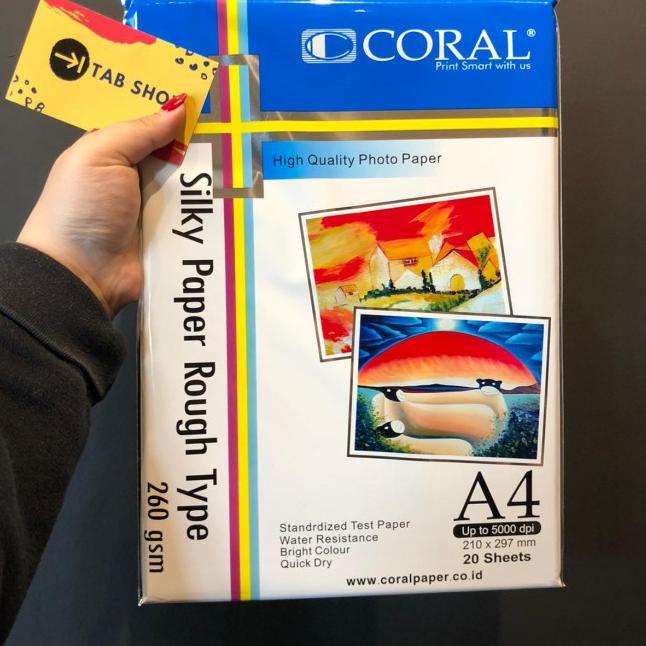 TAB SHO
CORAL®
Print Smart with us
High Quality Photo Paper
Silky Paper Rough Type
260 gsm
A4
Up to 5000 dpi
210 x 297 mm
20 Sheets
Standrdized Test Paper
Water Resistance
Bright Colour
Quick Dry
www.coralpaper.co.id